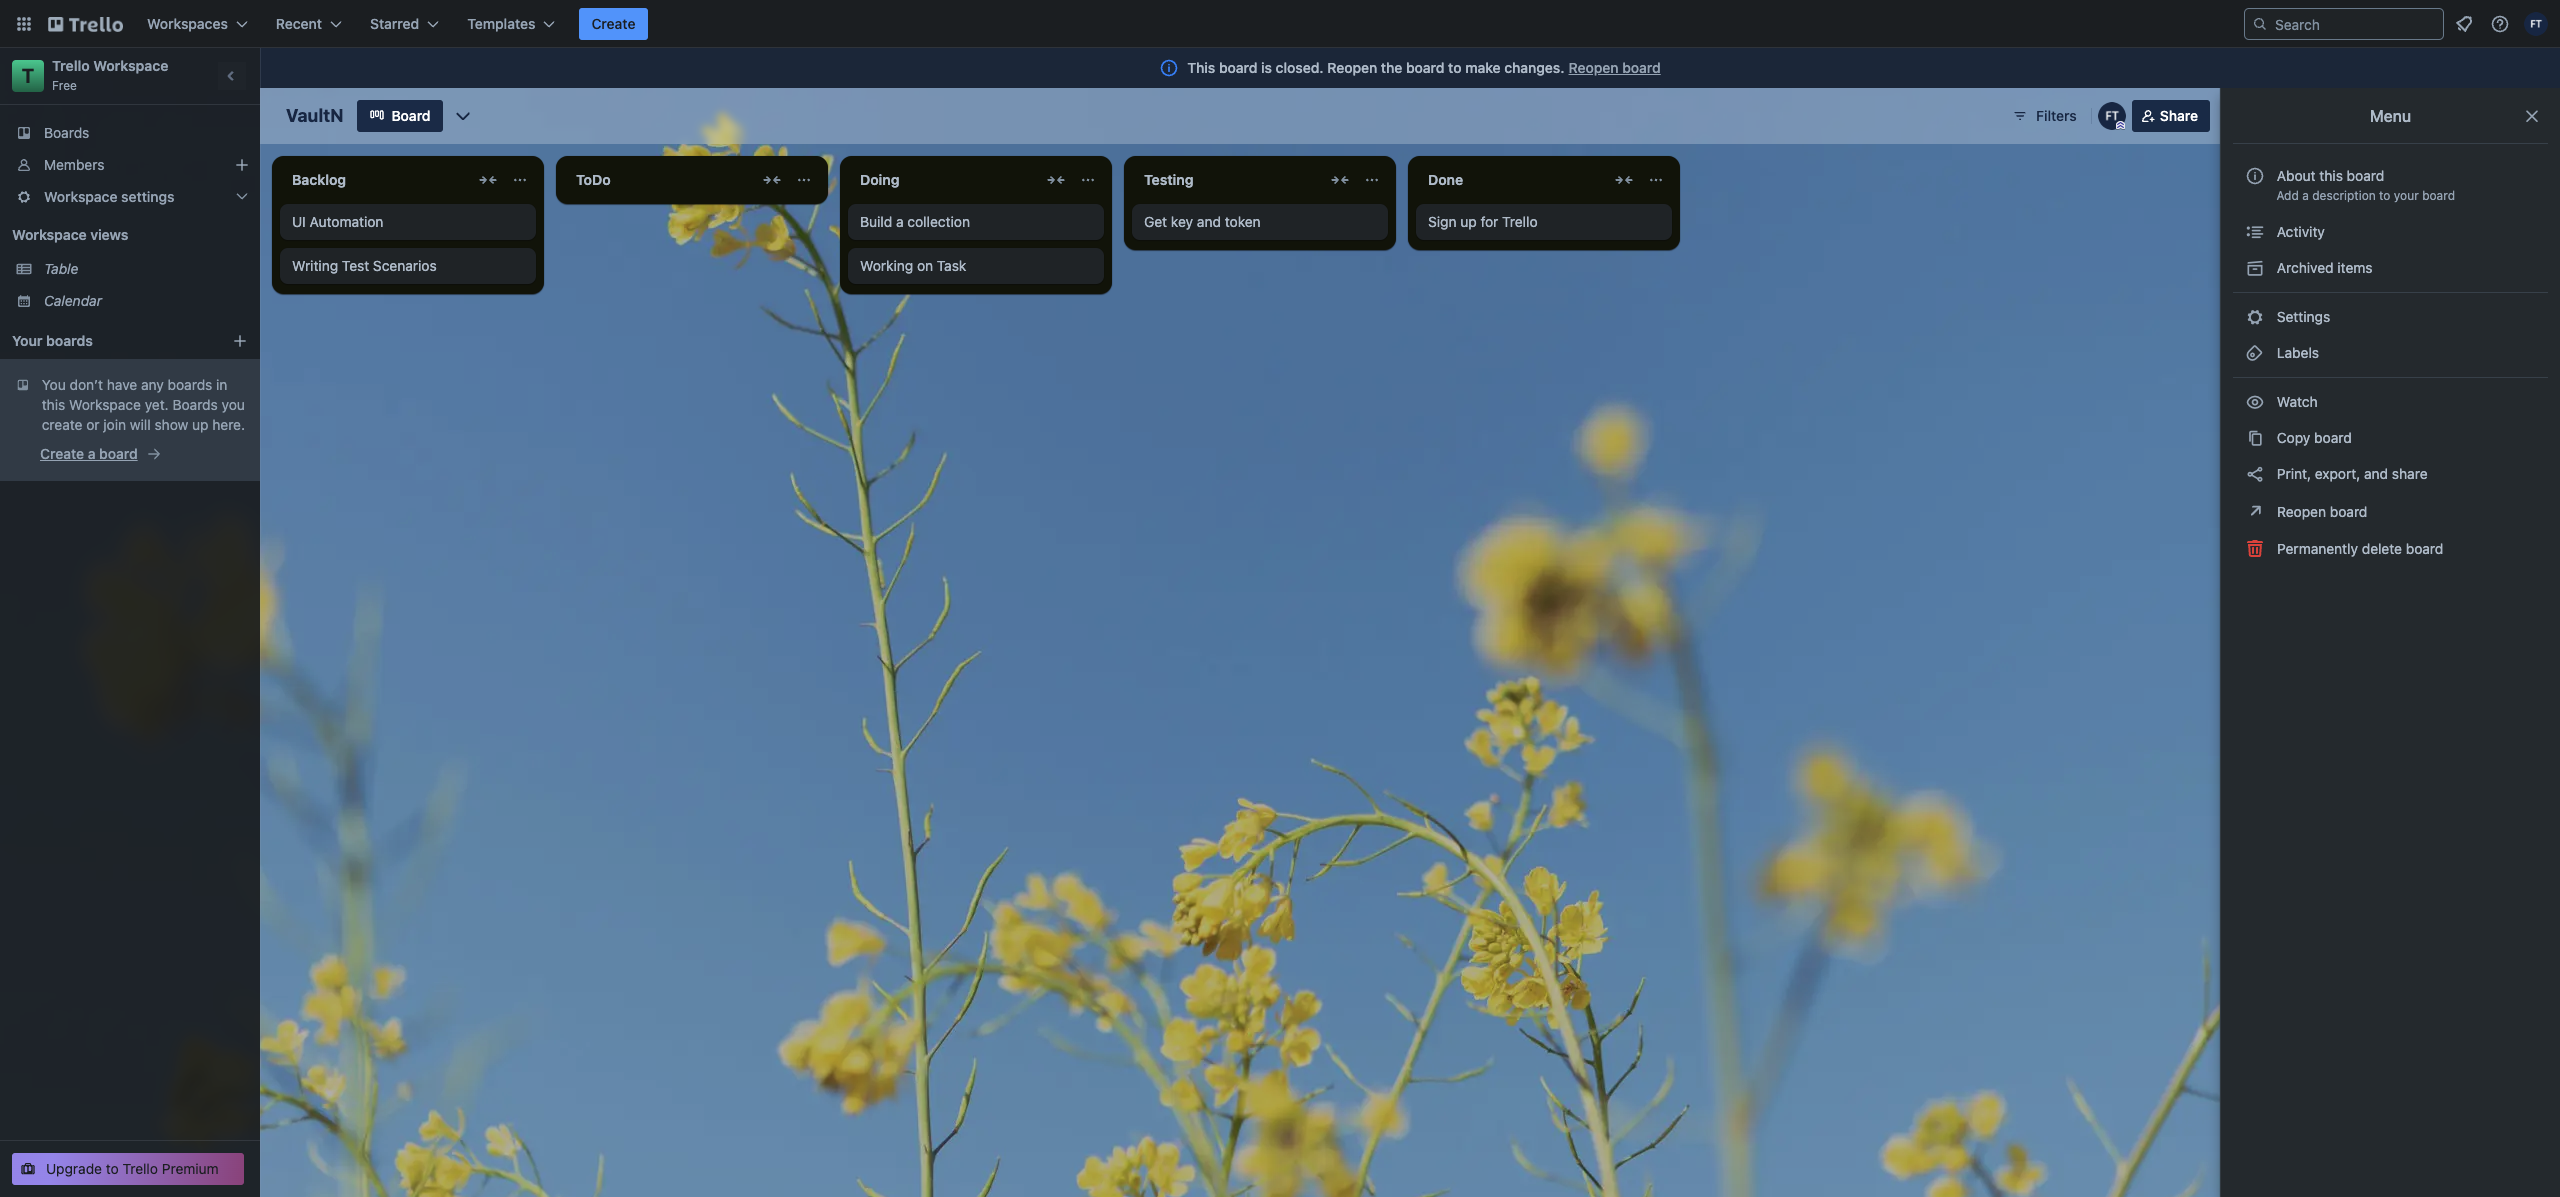 Trello
Workspaces
Recent
Starred
Templates
Create
Search
FT
T
Trello Workspace
Free
This board is closed. Reopen the board to make changes. Reopen board
Boards
Members
Workspace settings
Workspace views
Table
Calendar
Your boards
You don't have any boards in
this Workspace yet. Boards you
create or join will show up here.
Create a board
Upgrade to Trello Premium
VaultN
Board
Filters
FT
Share
Backlog
UI Automation
Writing Test Scenarios
ToDo
Doing
Build a collection
Working on Task
Testing
Get key and token
Done
Sign up for Trello
Menu
About this board
Add a description to your board
Activity
Archived items
Settings
Labels
Watch
Copy board
Print, export, and share
Reopen board
Permanently delete board